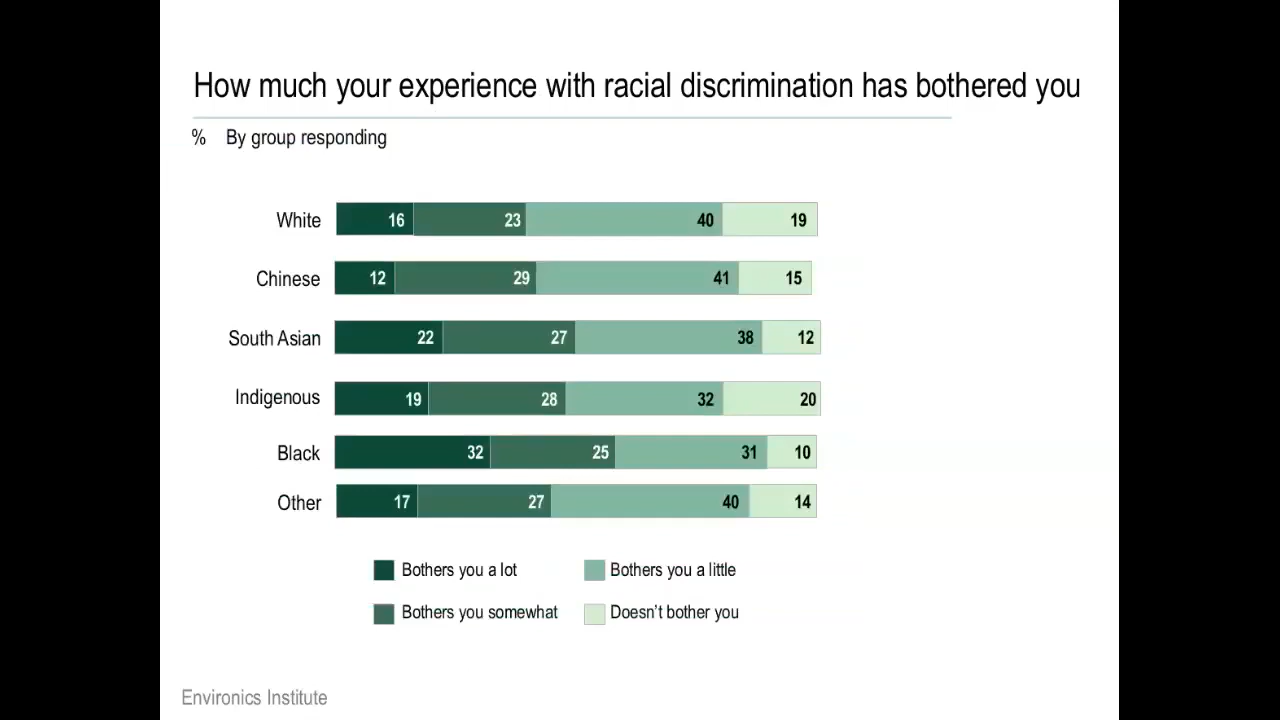 How much your experience with racial discrimination has bothered you
% By group responding
White 16 23 40 19
Chinese 12 29 41 15
South Asian 22 27 38 12
Indigenous 19 28 32 20
Black 32 25 31 10
Other 17 27 40 14
Bothers you a lot Bothers you a little
Bothers you somewhat Doesn’t bother you
Environics Institute